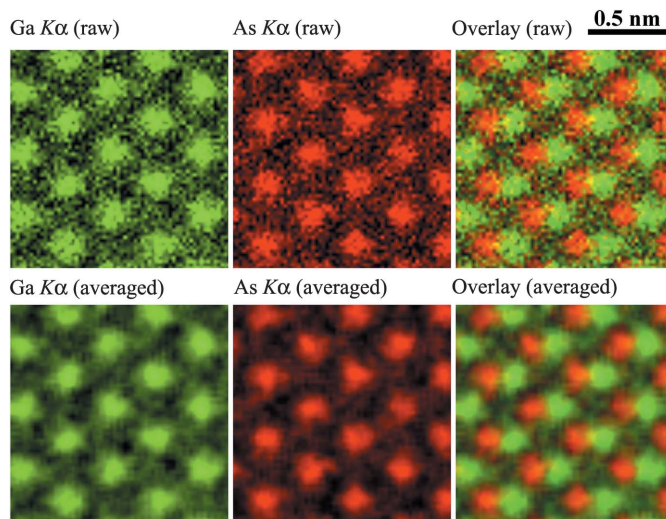 Ga Kα (raw)
As Kα (raw)
Overlay (raw)
0.5 nm
Ga Kα (averaged)
As Kα (averaged)
Overlay (averaged)